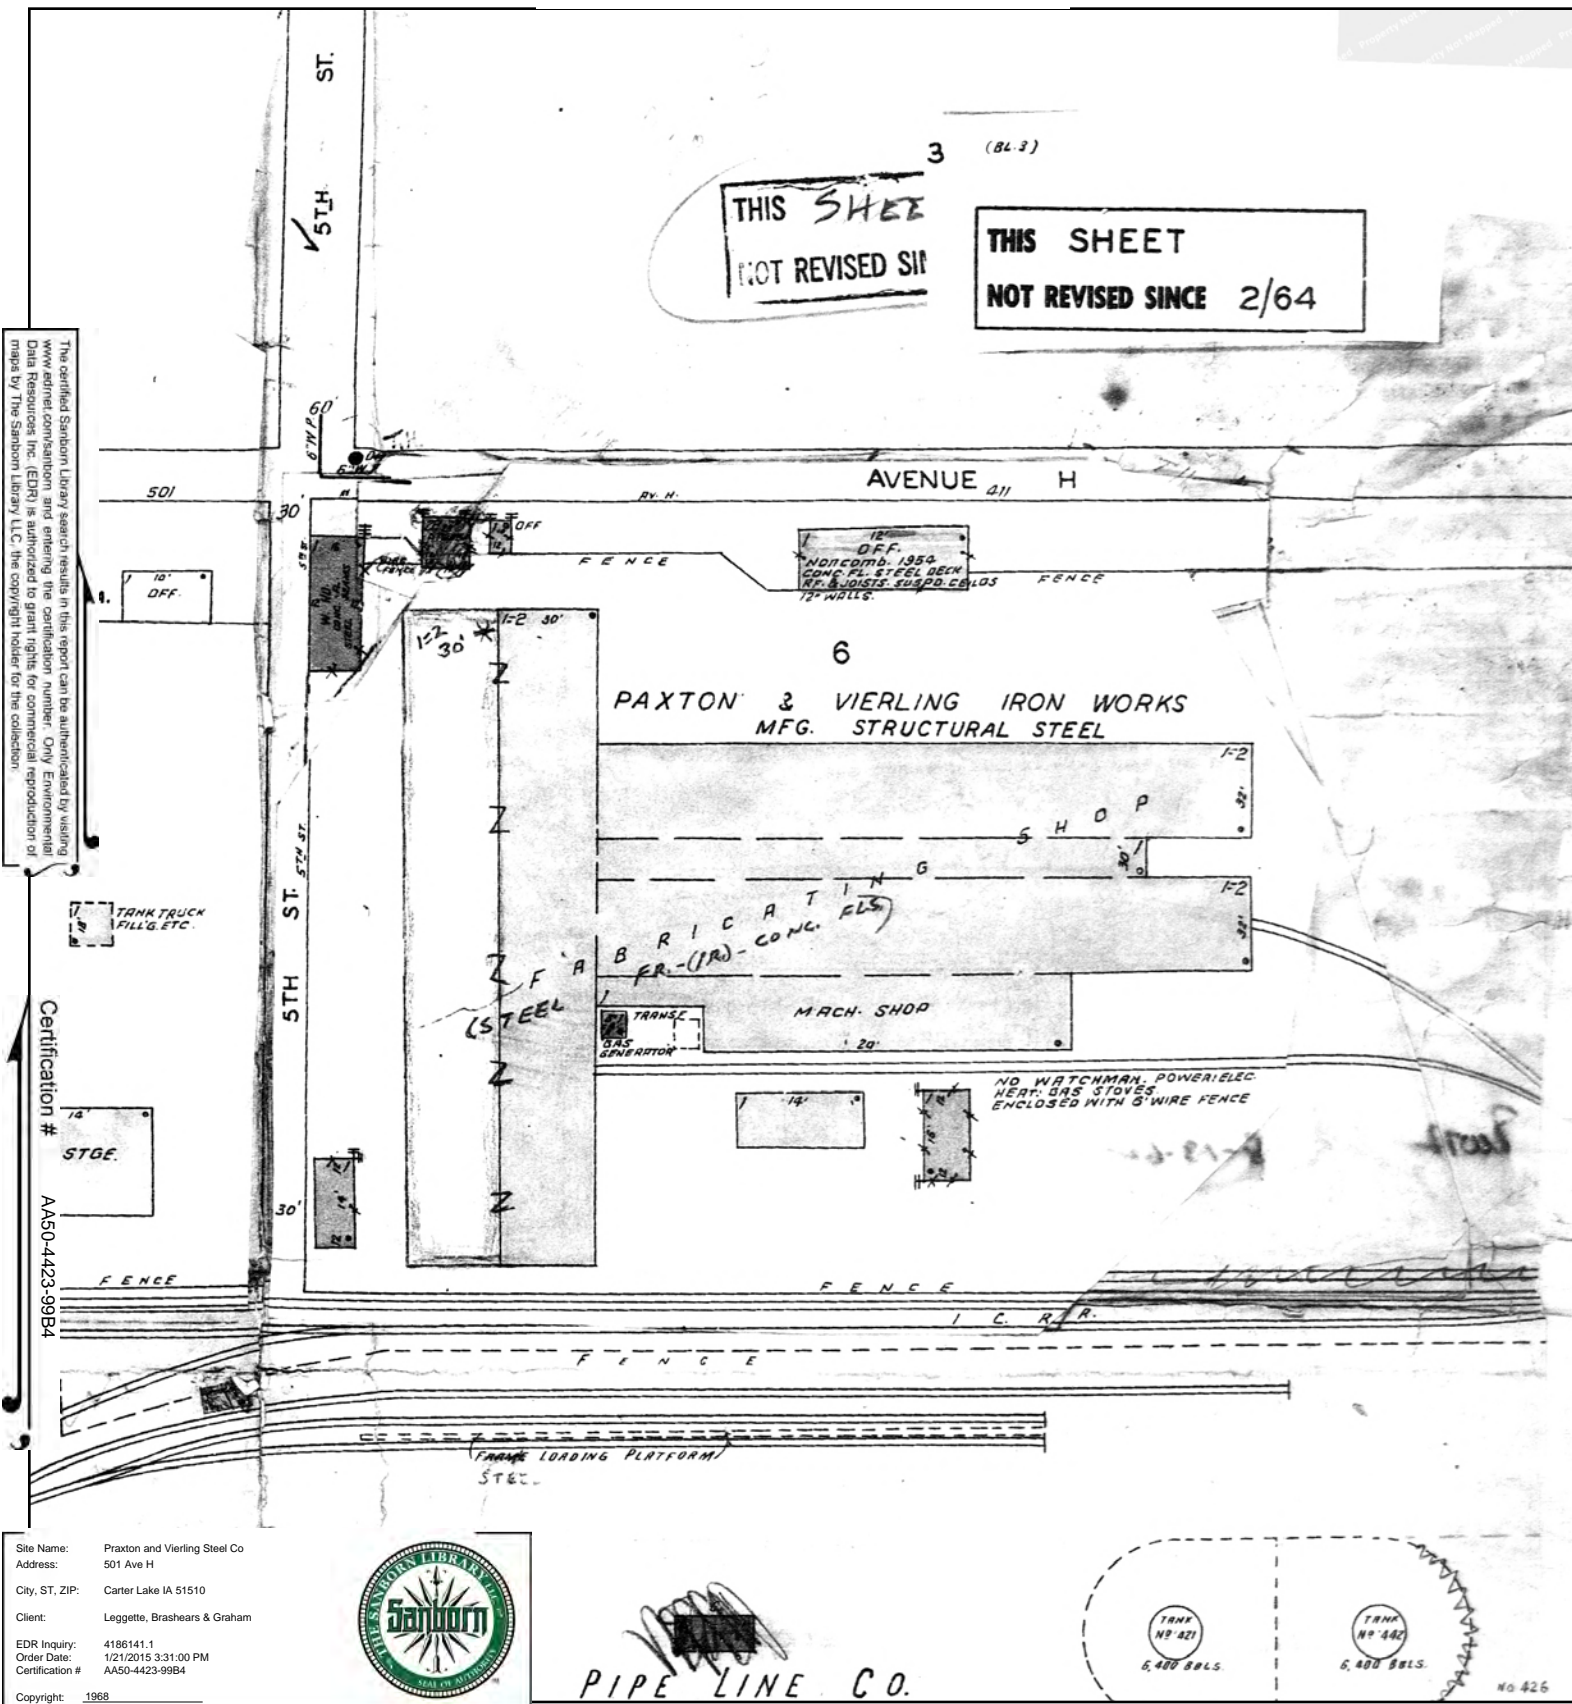 5TH ST.
3 (BL.3)
THIS SHEE
NOT REVISED SIN
THIS SHEET
NOT REVISED SINCE 2/64
The certified Sanborn Library search results in this report can be authenticated by visiting
www.edrnet.com/sanborn and entering the certification number. Only Environmental
Data Resources Inc. (EDR) is authorized to grant rights for commercial reproduction of
maps by The Sanborn Library LLC, the copyright holder for the collection.
60'
6" W.P.
AVENUE H
411
AV. H.
501
30'
OFF
FENCE
12'
OFF.
NONCOMB. 1954
CONC. FL. STEEL DECK
RF. & JOISTS. SUSPD. CEILGS
12" WALLS.
FENCE
10'
OFF.
1=2
30'
1=2 30'
6
PAXTON & VIERLING IRON WORKS
MFG. STRUCTURAL STEEL
1=2
32'
30'
1=2
32'
5TH ST.
5TH ST.
TANK TRUCK
FILL'G. ETC.
FABRICATING SHOP
(STEEL FR.-(PR)-CONC. FLS)
MACH. SHOP
20'
TRANSF.
GAS
GENERATOR
NO WATCHMAN. POWER: ELEC.
HEAT: GAS STOVES.
ENCLOSED WITH 6' WIRE FENCE
14'
14'
STGE.
30'
14'
12
Certification # AA50-4423-99B4
FENCE
FENCE
I. C. R. R.
FENCE
(FRAME LOADING PLATFORM)
STEEL
Site Name: Praxton and Vierling Steel Co
Address: 501 Ave H
City, ST, ZIP: Carter Lake IA 51510
Client: Leggette, Brashears & Graham
EDR Inquiry: 4186141.1
Order Date: 1/21/2015 3:31:00 PM
Certification # AA50-4423-99B4
Copyright: 1968
THE SANBORN LIBRARY LLC
Sanborn
SEAL OF AUTHORITY
PIPE LINE CO.
TANK
Nº 421
6,400 BBLS.
TANK
Nº 442
6,400 BBLS.
No 426